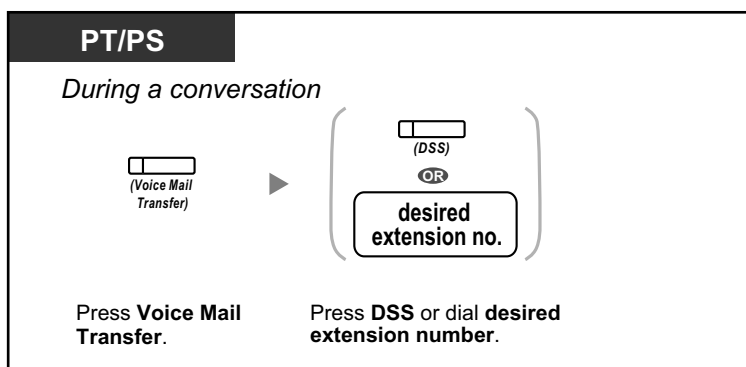 PT/PS
During a conversation
(Voice Mail
Transfer)
(DSS)
OR
desired
extension no.
Press Voice Mail
Transfer.
Press DSS or dial desired
extension number.